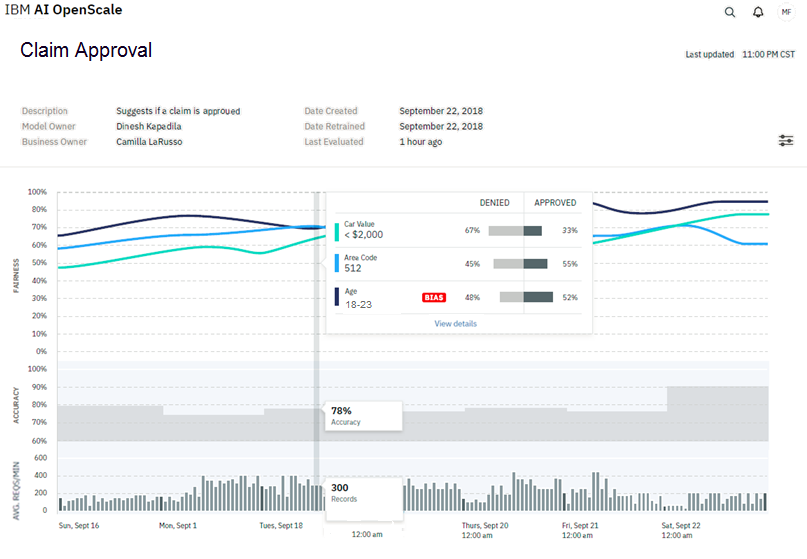 IBM AI OpenScale
MF
Claim Approval
Last updated 11:00 PM CST
Description Suggests if a claim is approved Date Created September 22, 2018
Model Owner Dinesh Kapadila Date Retrained September 22, 2018
Business Owner Camilla LaRusso Last Evaluated 1 hour ago
FAIRNESS
100%
90%
80%
70%
60%
50%
40%
30%
20%
10%
0%
DENIED APPROVED
Car Value
< $2,000 67% 33%
Area Code
512 45% 55%
Age
18-23 BIAS 48% 52%
View details
ACCURACY
100%
90%
80%
70%
60%
78%
Accuracy
AVG. REQS/MIN
600
400
200
0
300
Records
Sun, Sept 16 Mon, Sept 1 Tues, Sept 18 12:00 am Thurs, Sept 20 12:00 am Fri, Sept 21 12:00 am Sat, Sept 22 12:00 am